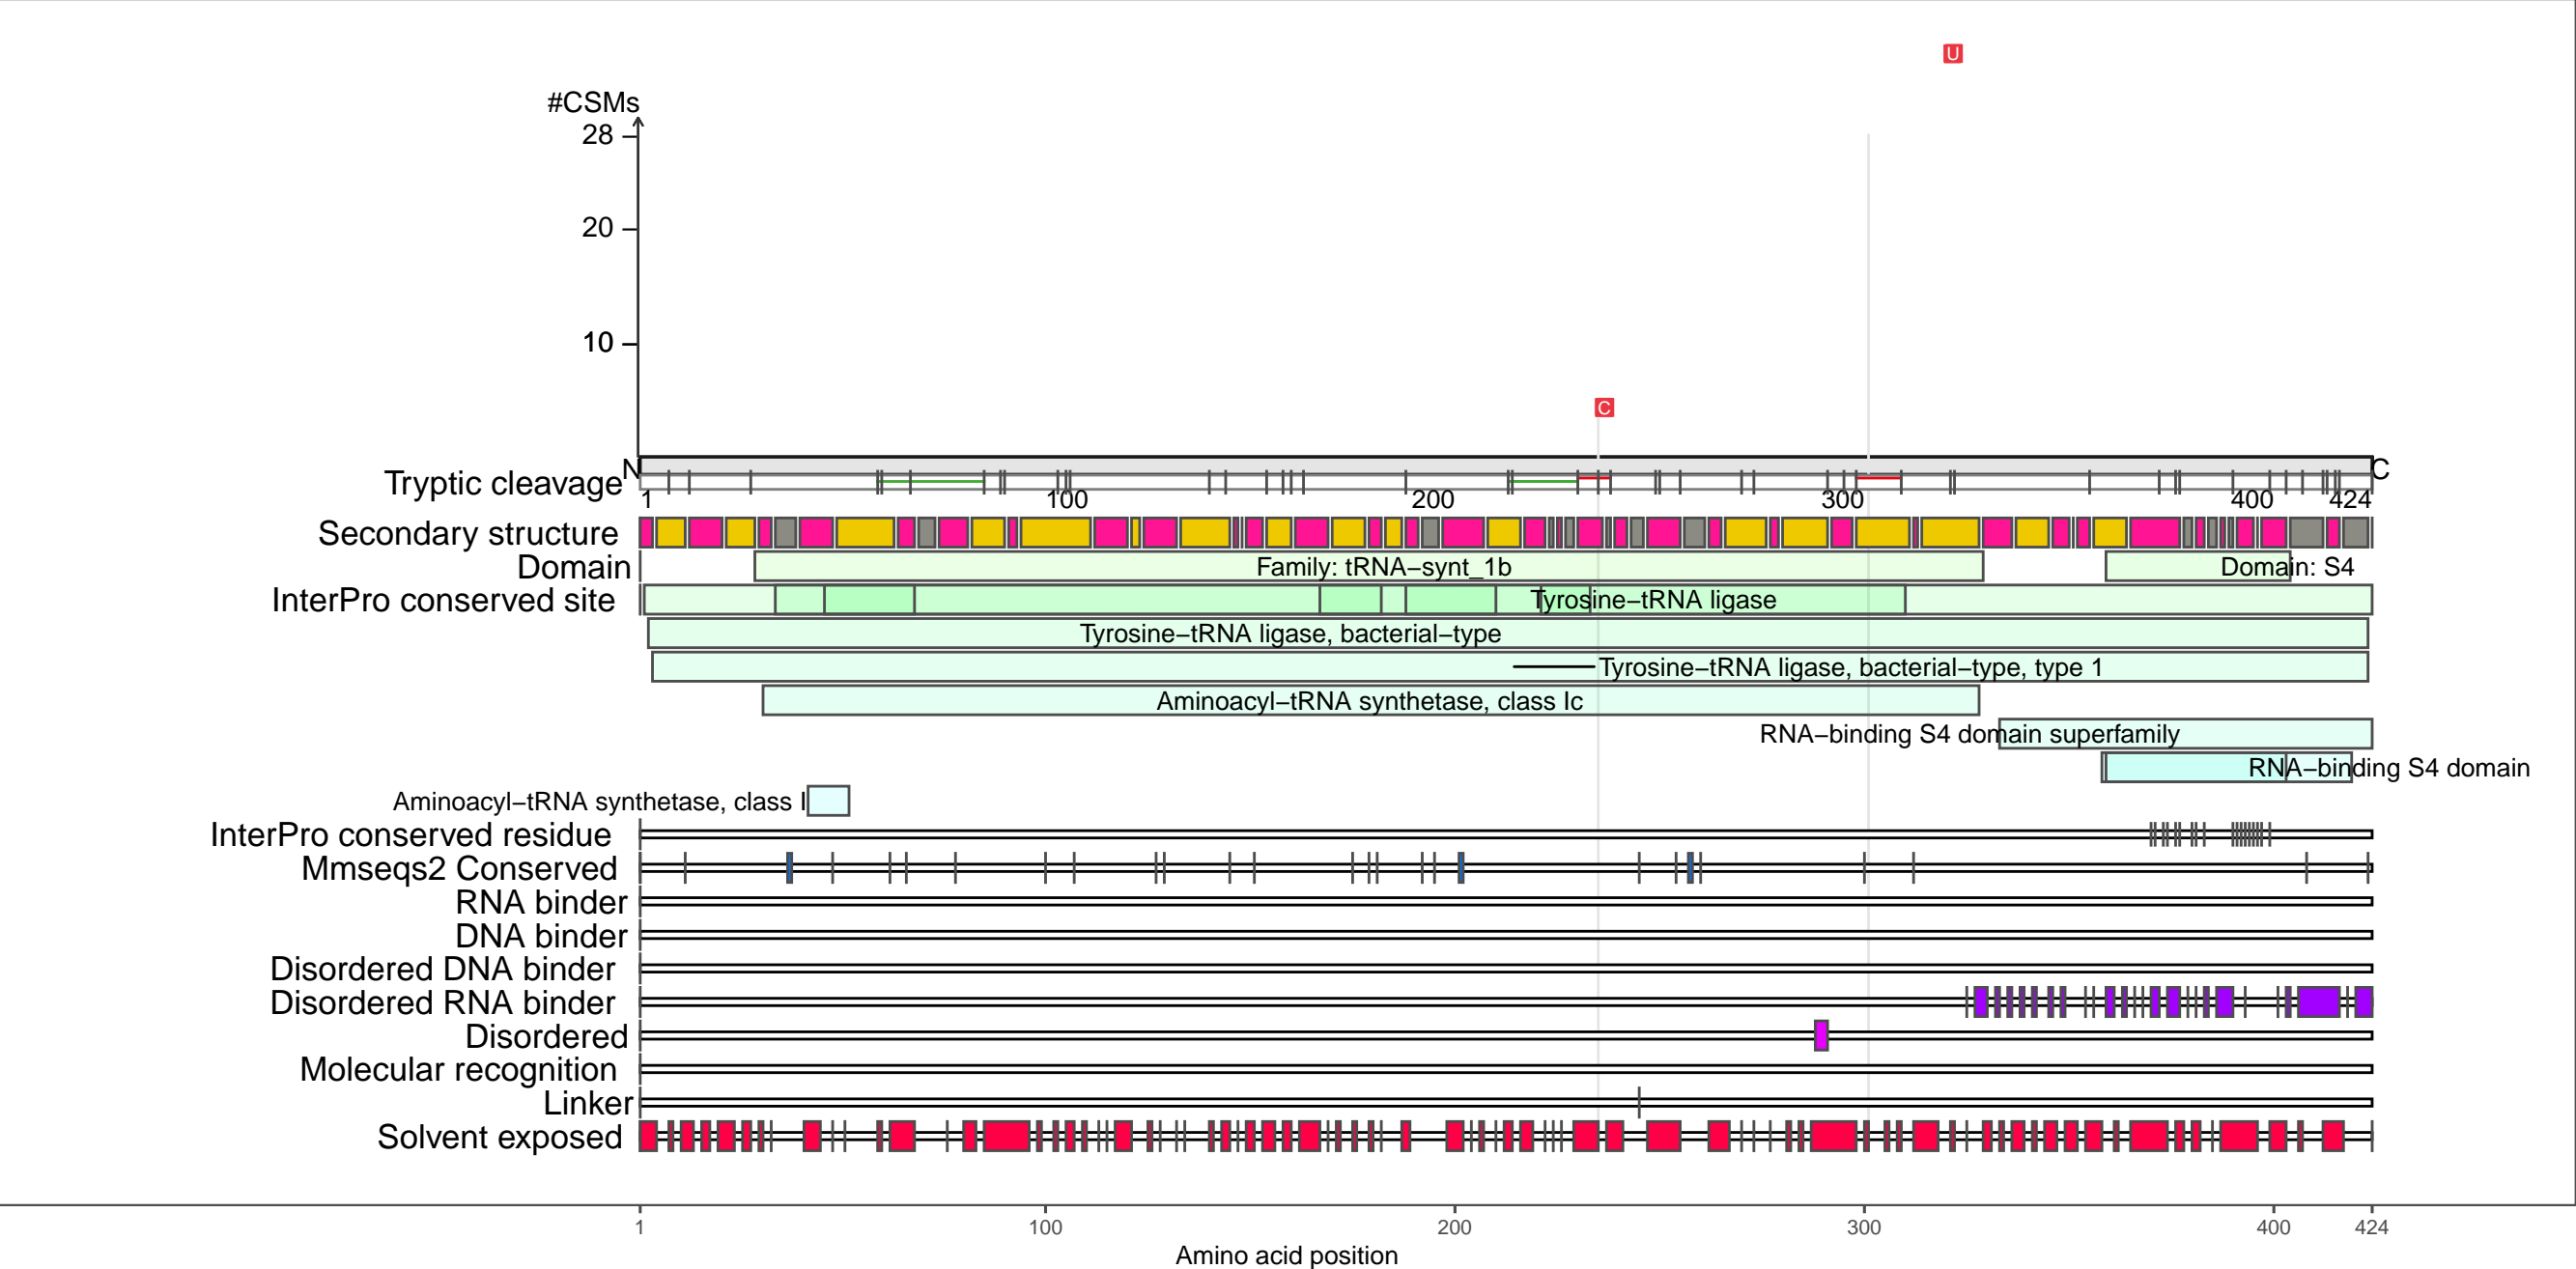 U
#CSMs
28
20
10
C
N
C
Tryptic cleavage
1 100 200 300 400 424
Secondary structure
Domain
Family: tRNA−synt_1b
Domain: S4
InterPro conserved site
Tyrosine−tRNA ligase
Tyrosine−tRNA ligase, bacterial−type
Tyrosine−tRNA ligase, bacterial−type, type 1
Aminoacyl−tRNA synthetase, class Ic
RNA−binding S4 domain superfamily
RNA−binding S4 domain
Aminoacyl−tRNA synthetase, class I
InterPro conserved residue
Mmseqs2 Conserved
RNA binder
DNA binder
Disordered DNA binder
Disordered RNA binder
Disordered
Molecular recognition
Linker
Solvent exposed
1 100 200 300 400 424
Amino acid position